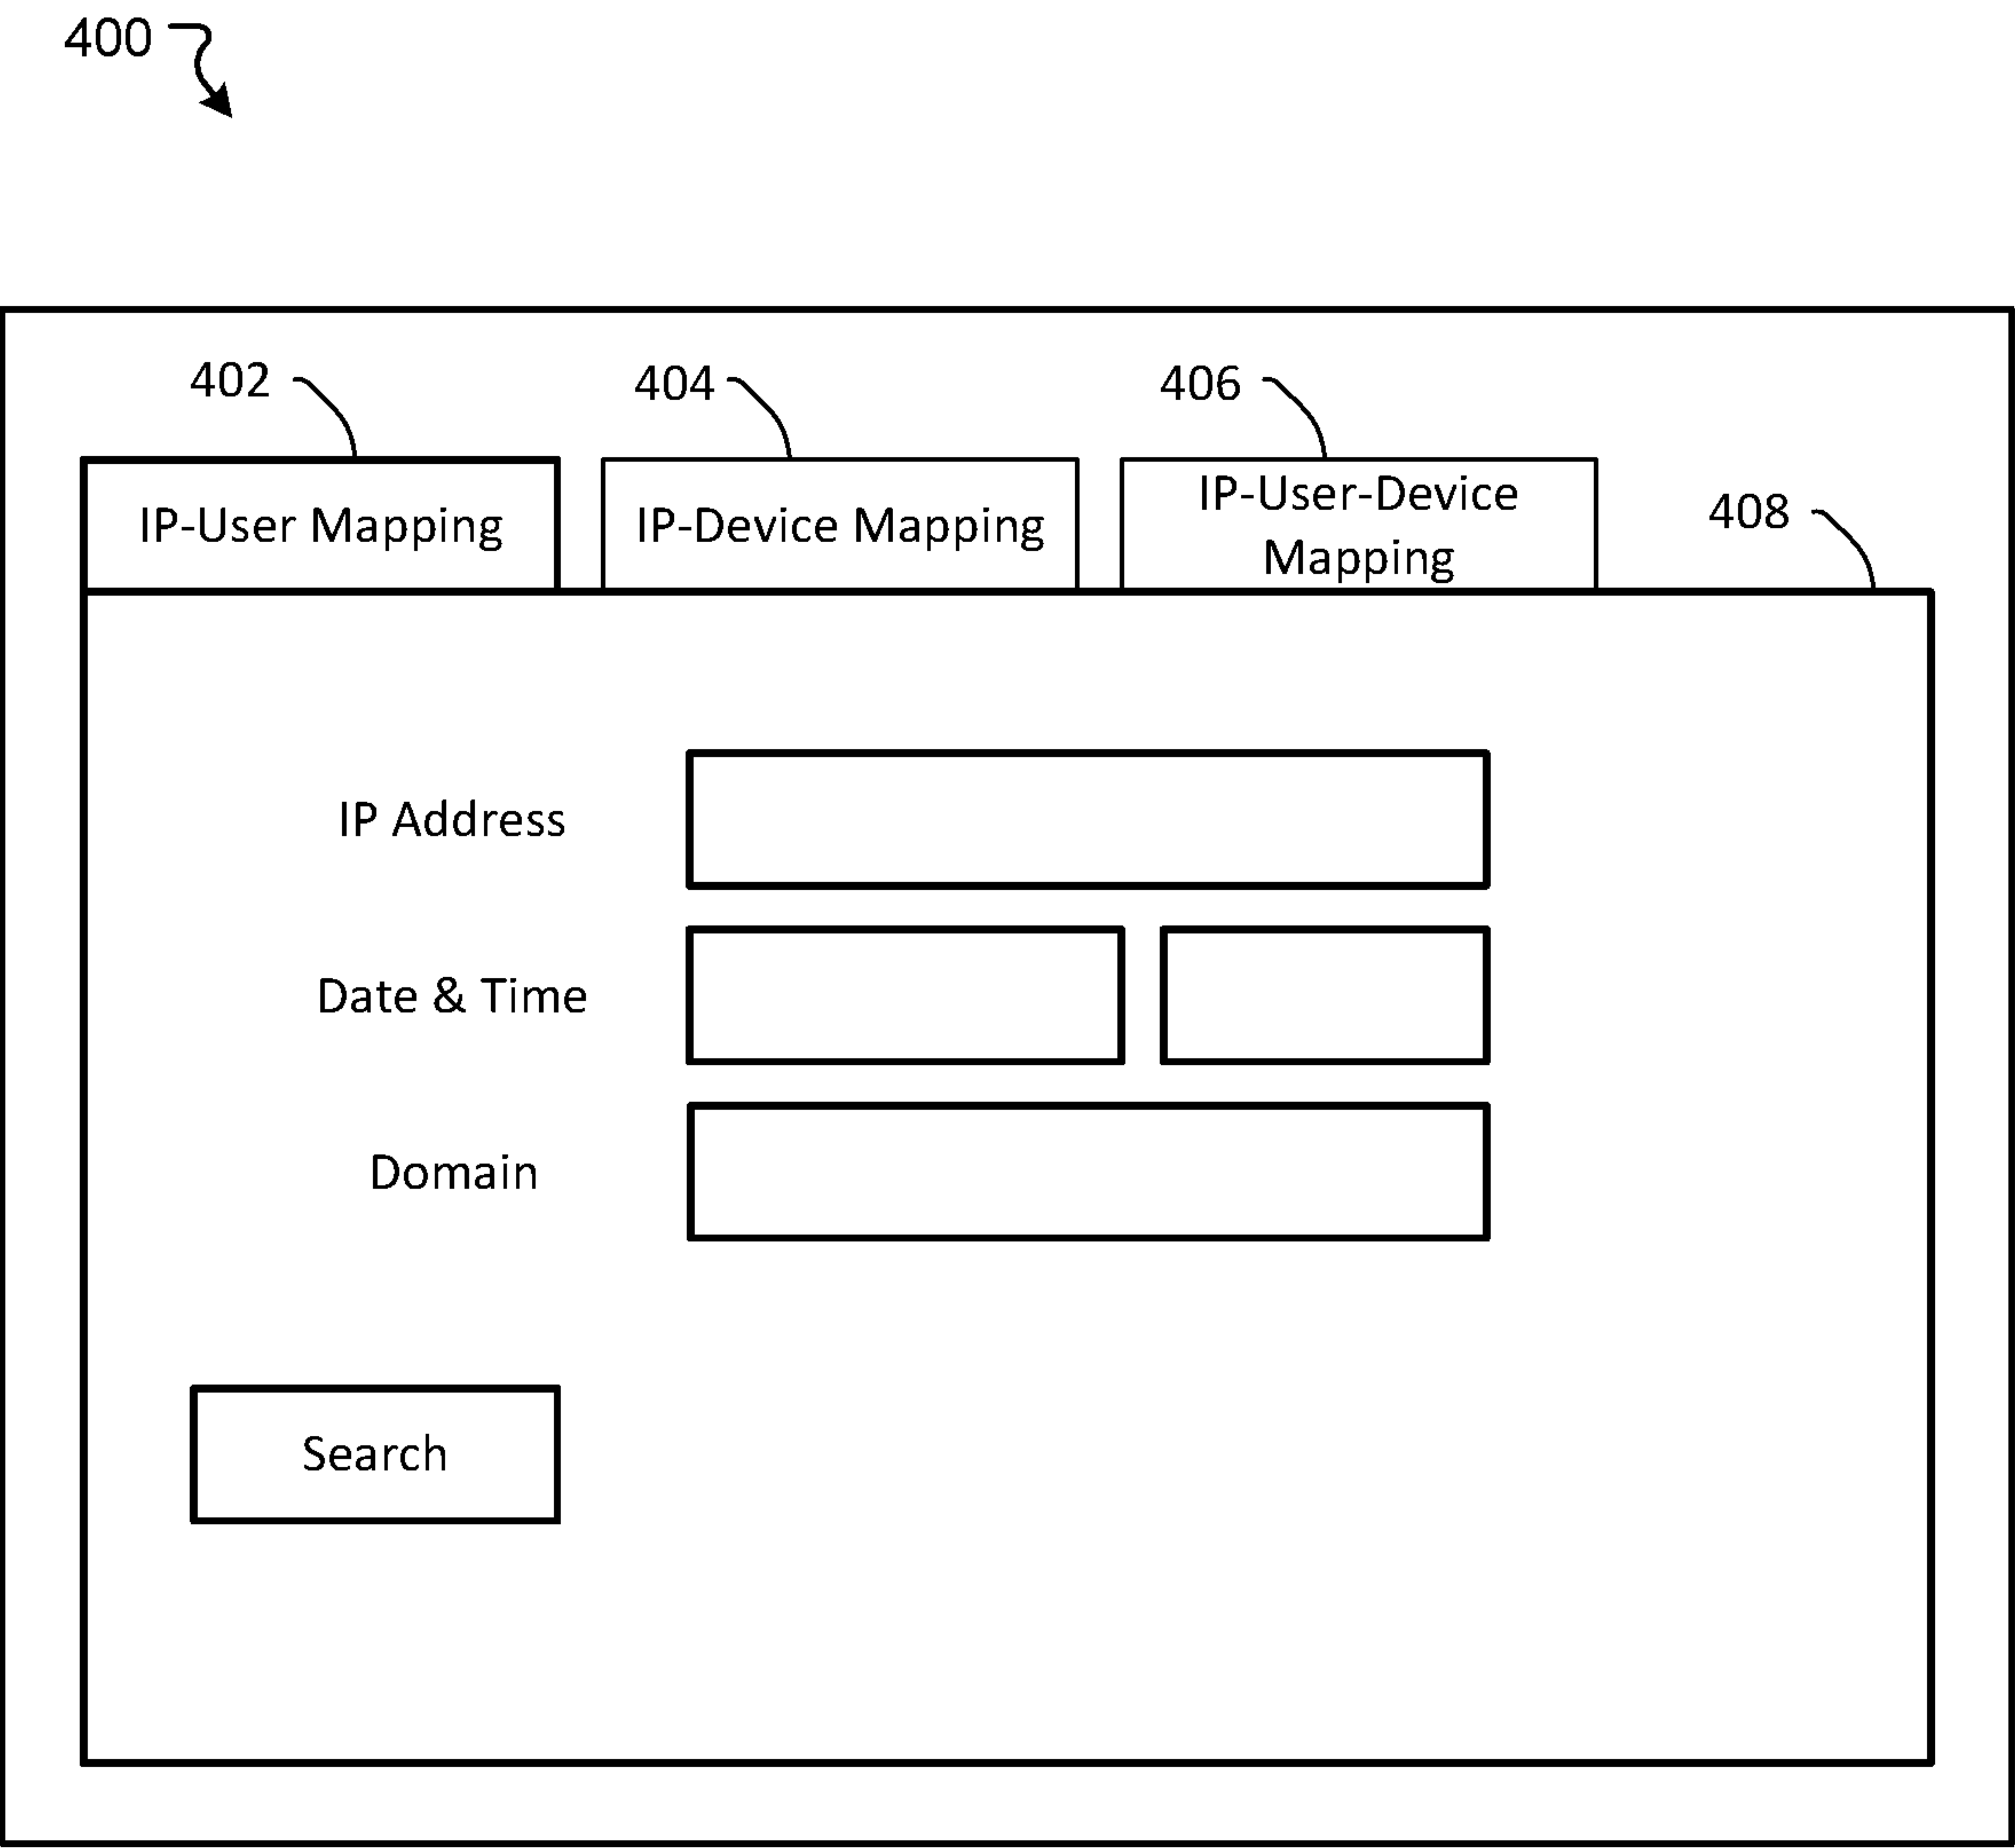 400
402
404
406
IP-User Mapping
IP-Device Mapping
IP-User-Device
Mapping
408
IP Address
Date & Time
Domain
Search